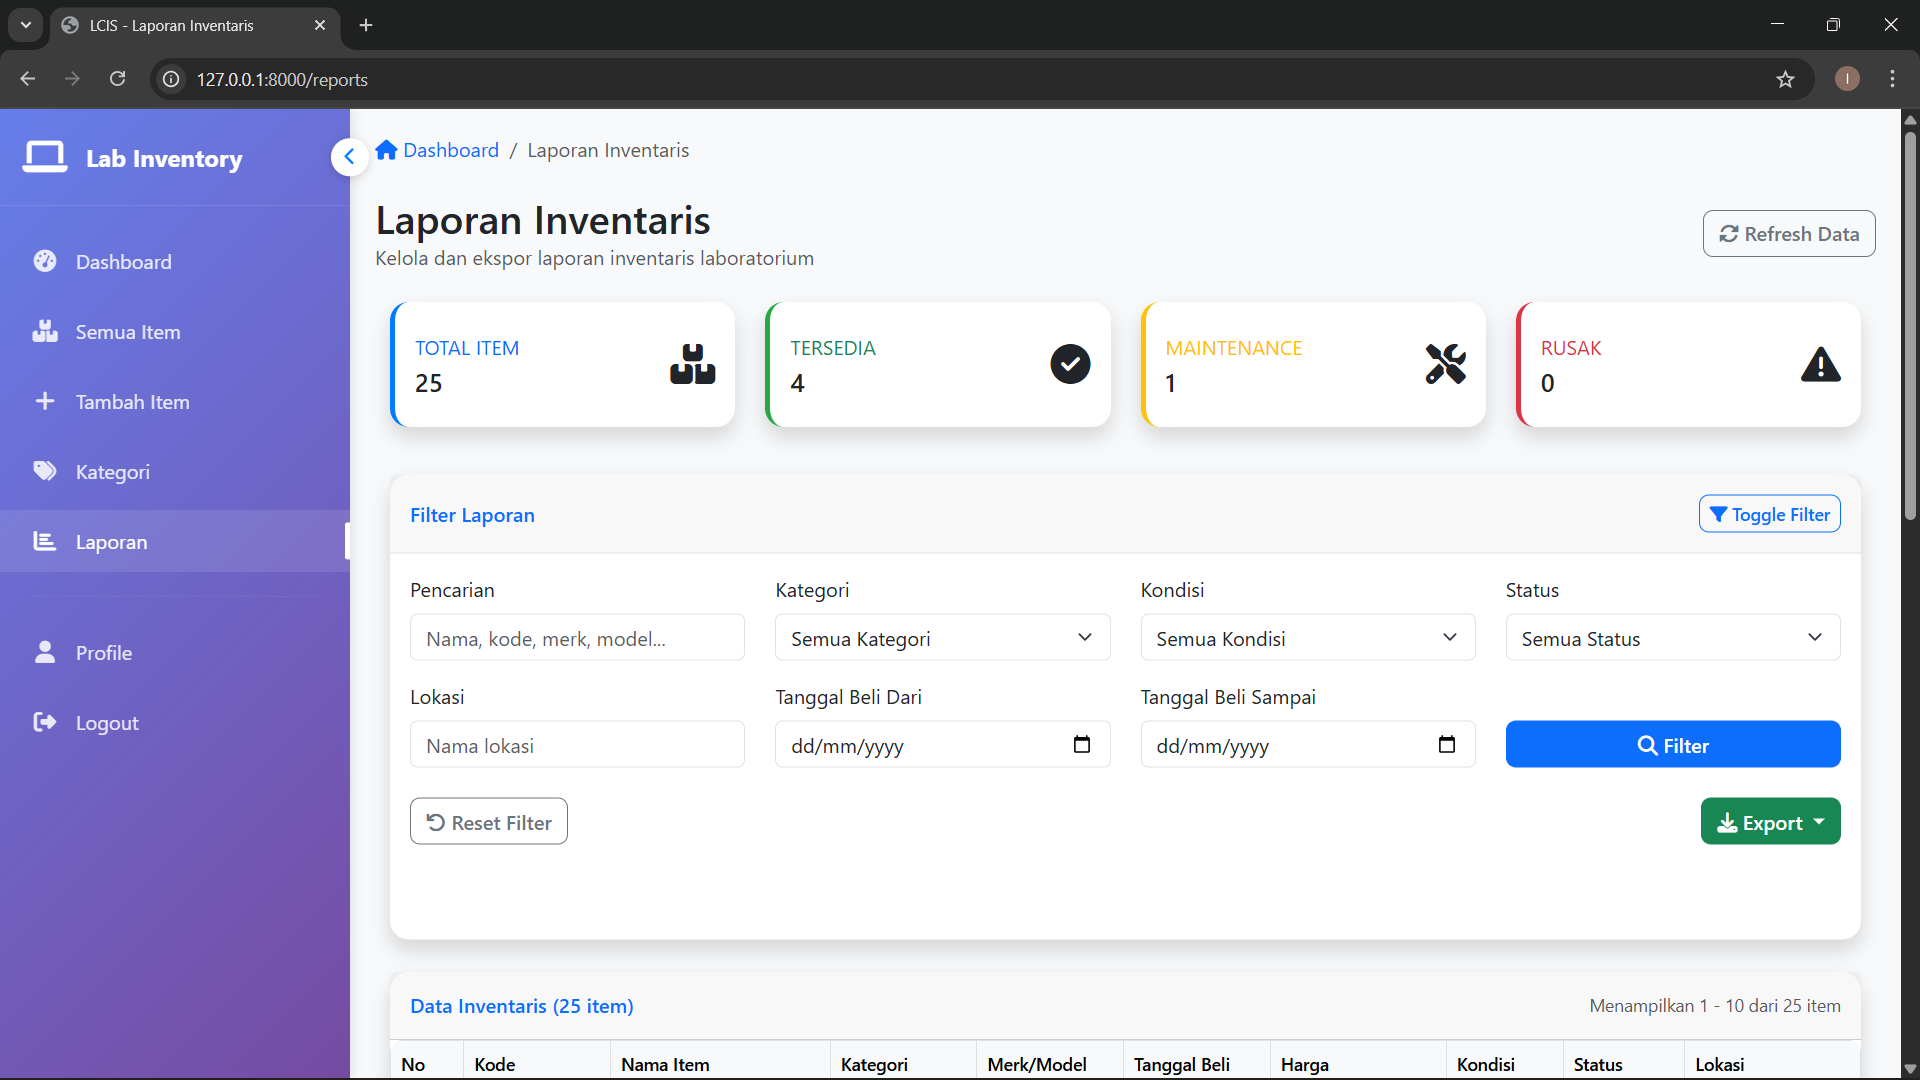 LCIS - Laporan Inventaris
127.0.0.1:8000/reports
I
Lab Inventory
Dashboard
Semua Item
Tambah Item
Kategori
Laporan
Profile
Logout
Dashboard / Laporan Inventaris
Laporan Inventaris
Kelola dan ekspor laporan inventaris laboratorium
Refresh Data
TOTAL ITEM
25
TERSEDIA
4
MAINTENANCE
1
RUSAK
0
Filter Laporan
Toggle Filter
Pencarian
Nama, kode, merk, model...
Kategori
Semua Kategori
Kondisi
Semua Kondisi
Status
Semua Status
Lokasi
Nama lokasi
Tanggal Beli Dari
dd/mm/yyyy
Tanggal Beli Sampai
dd/mm/yyyy
Filter
Reset Filter
Export
Data Inventaris (25 item)
Menampilkan 1 - 10 dari 25 item
No Kode Nama Item Kategori Merk/Model Tanggal Beli Harga Kondisi Status Lokasi